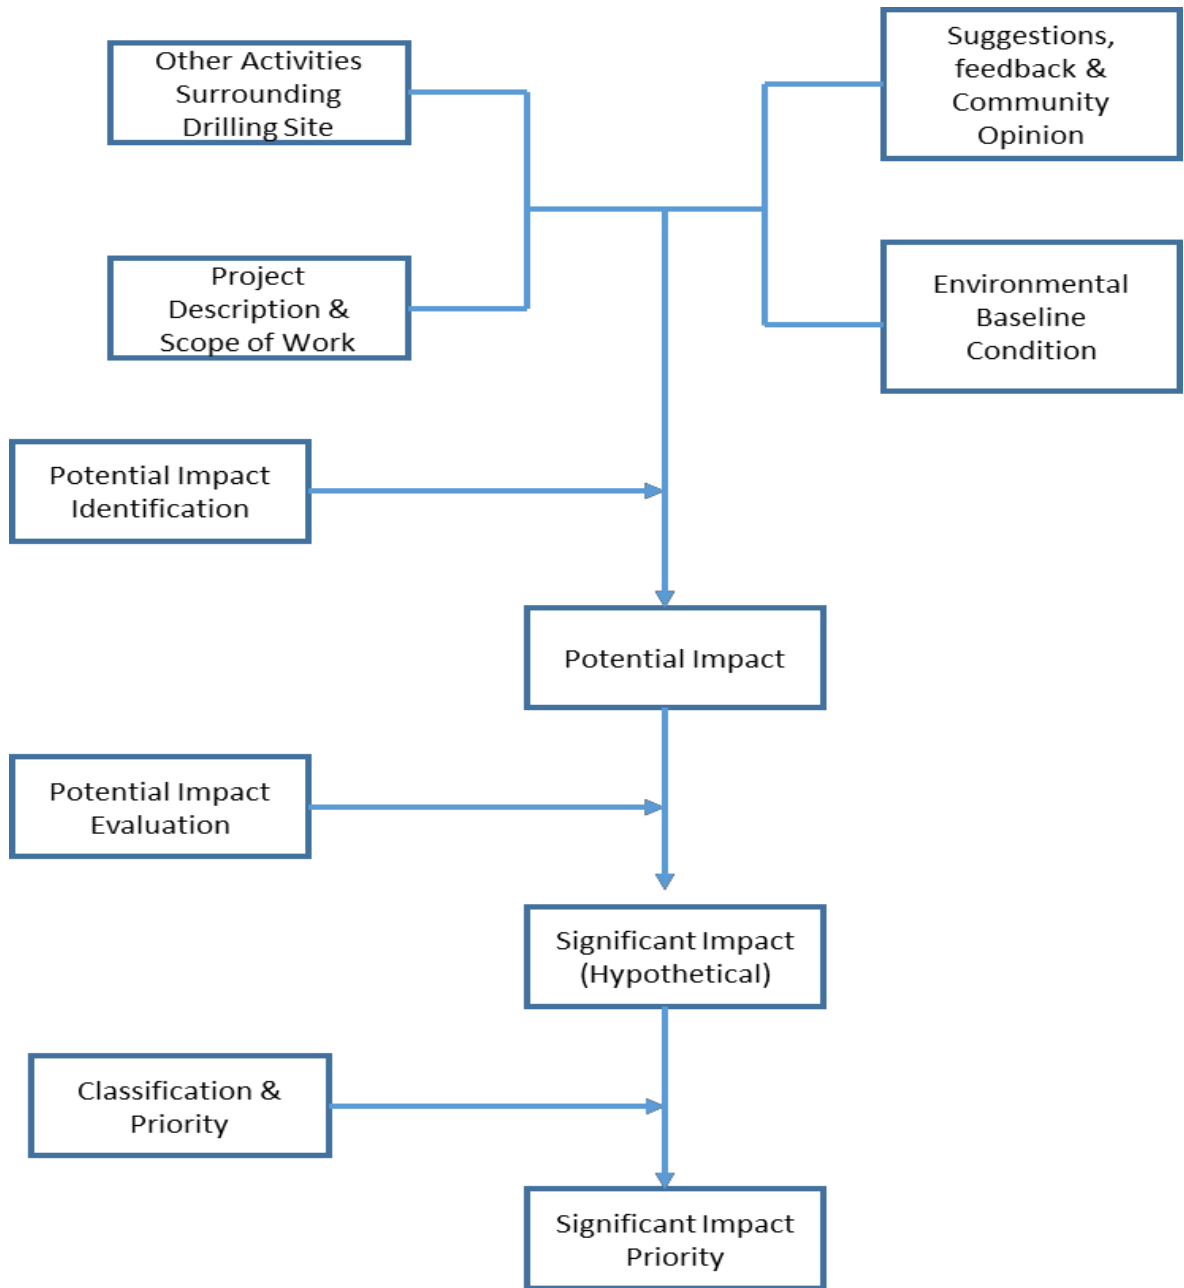 Other Activities
Surrounding
Drilling Site
Suggestions,
feedback &
Community
Opinion
Project
Description &
Scope of Work
Environmental
Baseline
Condition
Potential Impact
Identification
Potential Impact
Potential Impact
Evaluation
Significant Impact
(Hypothetical)
Classification &
Priority
Significant Impact
Priority